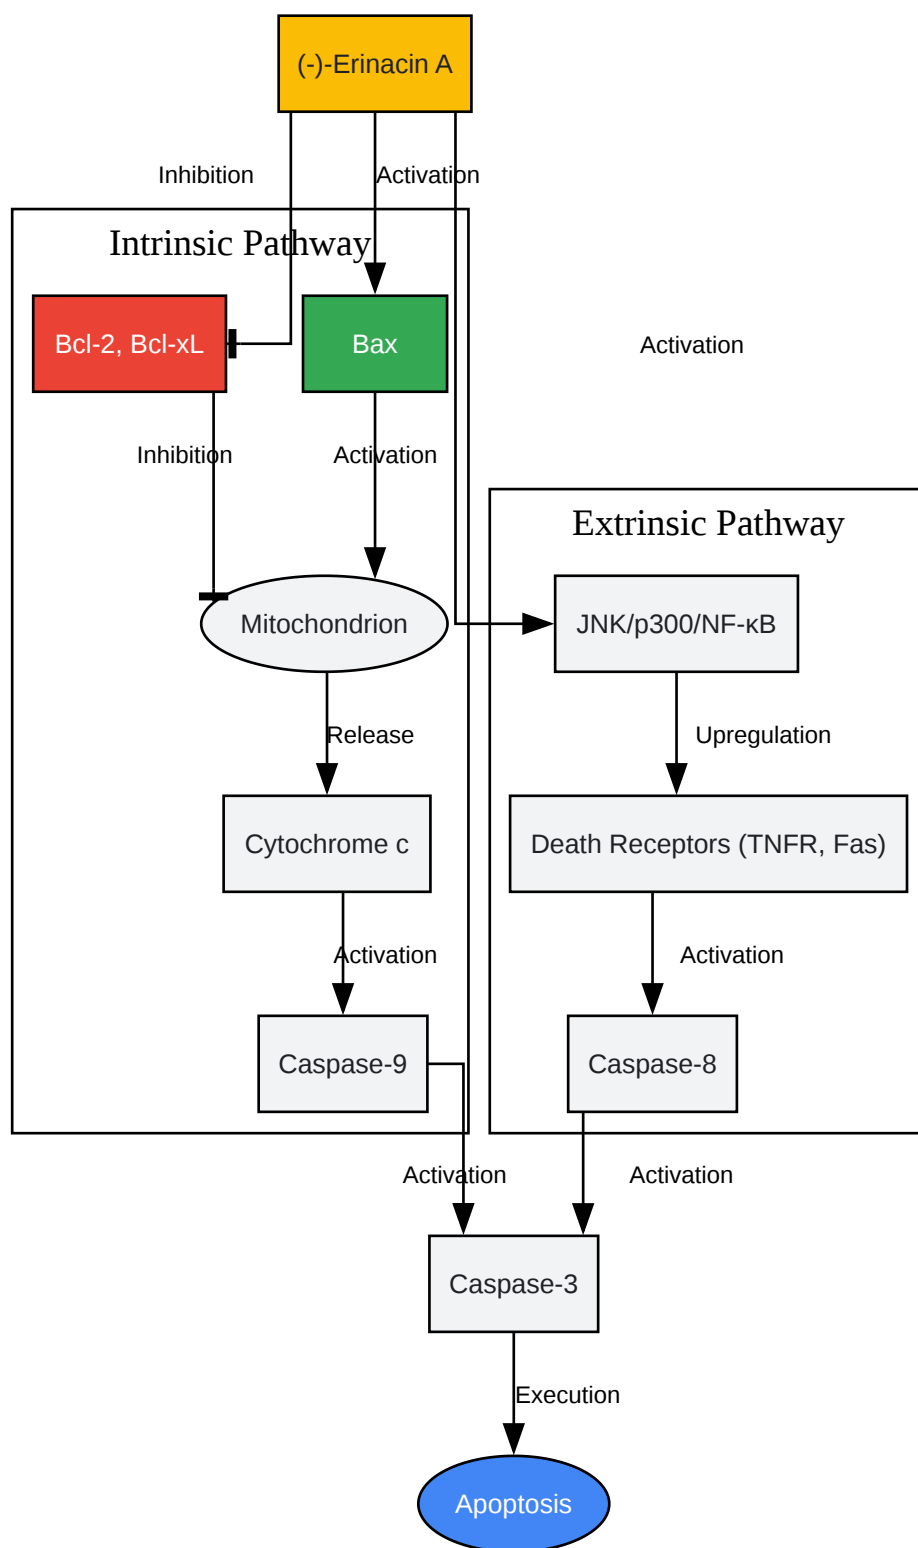 (-)-Erinacin A
Inhibition
Activation
Intrinsic Pathway
Bcl-2, Bcl-xL
Bax
Activation
Inhibition
Activation
Extrinsic Pathway
Mitochondrion
JNK/p300/NF-κB
Release
Upregulation
Cytochrome c
Death Receptors (TNFR, Fas)
Activation
Activation
Caspase-9
Caspase-8
Activation
Activation
Caspase-3
Execution
Apoptosis